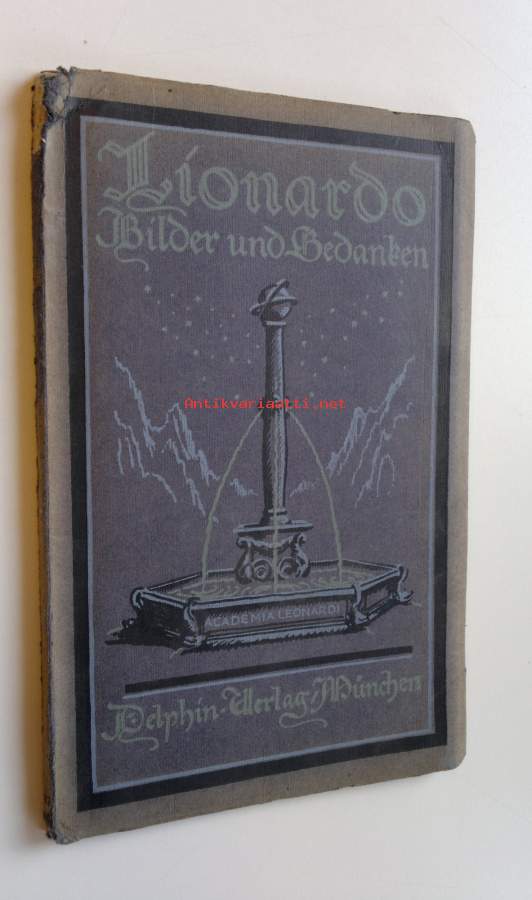 Lionardo
Bilder und Gedanken
Antikvariaatti.net
ACADEMIA LEONARDI
Delphin-Verlag, München